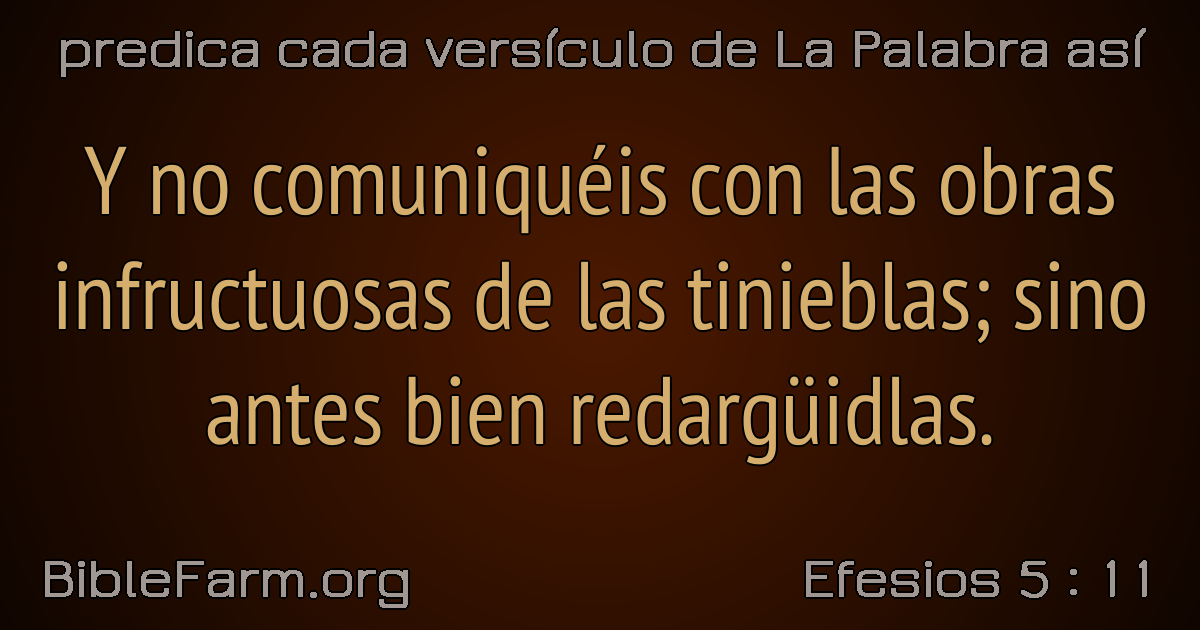 predica cada versículo de La Palabra así
Y no comuniquéis con las obras
infructuosas de las tinieblas; sino
antes bien redargüidlas.
BibleFarm.org
Efesios 5 : 11